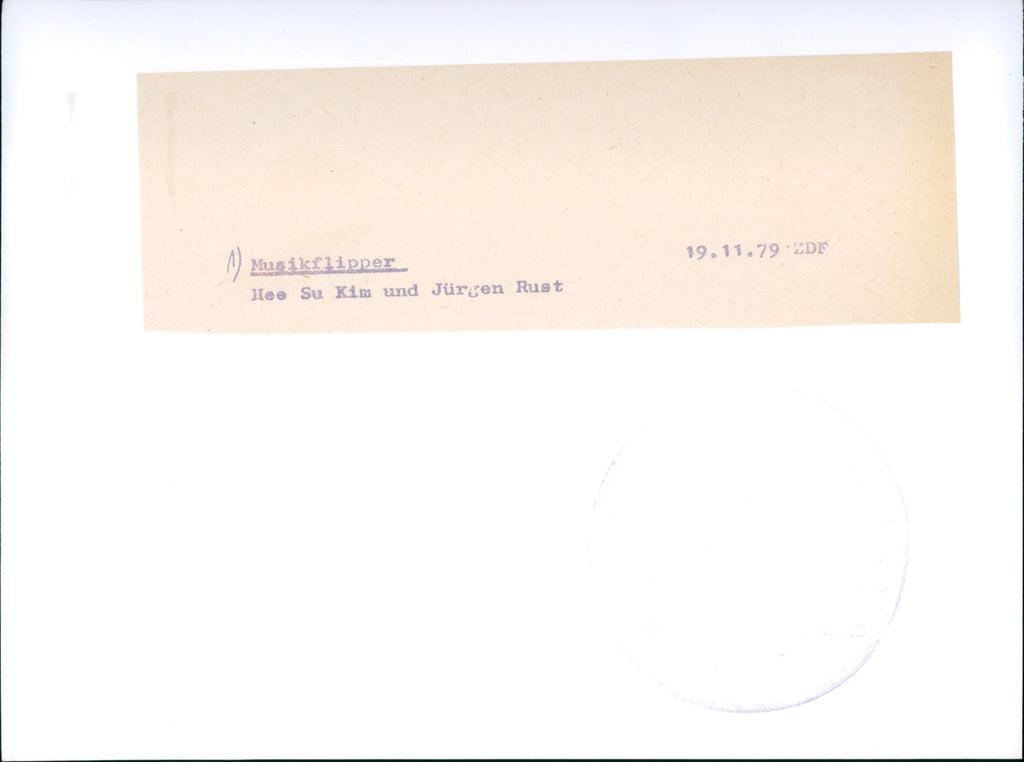 1) Musikflipper 19.11.79 ZDF
Hee Su Kim und Jürgen Rust